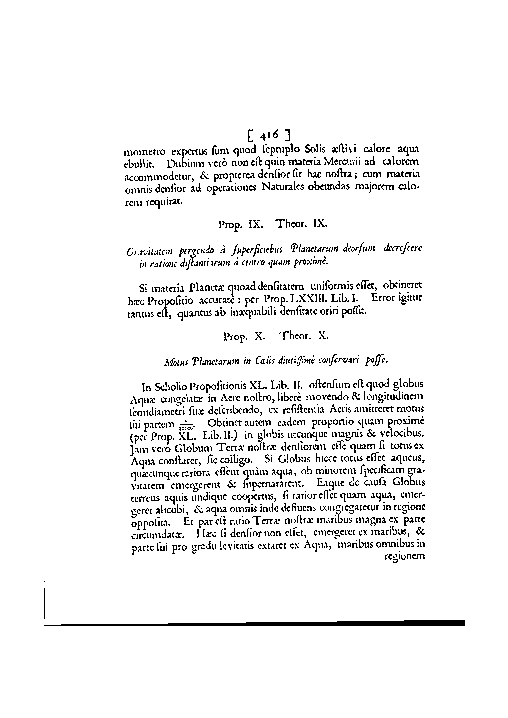 [ 416 ]
mometro expertus sum quod septuplo Solis æstivi calore aqua
ebullit. Dubium verò non est quin materia Mercurii ad calorem
accommodetur, & propterea densior sit hac nostra; cum materia
omnis densior ad operationes Naturales obeundas majorem calo-
rem requirat.
Prop. IX. Theor. IX.
Gravitatem pergendo à superficiebus Planetarum deorsum decrescere
in ratione distantiarum à centro quam proximè.
Si materia Planetæ quoad densitatem uniformis esset, obtineret
hæc Propositio accuratè: per Prop. LXXIII. Lib. I. Error igitur
tantus est, quantus ab inæquabili densitate oriri possit.
Prop. X. Theor. X.
Motus Planetarum in Cœlis diutissimè conservari posse.
In Scholio Propositionis XL. Lib. II. ostensum est quod globus
Aquæ congelatæ in Aere nostro, liberè movendo & longitudinem
semidiametri suæ describendo, ex resistentia Aeris amitteret motus
sui partem Obtinet autem eadem proportio quam proximè
(per Prop. XL. Lib. II.) in globis utcunque magnis & velocibus.
Jam verò Globum Terræ nostræ densiorem esse quam si totus ex
Aqua constaret, sic colligo. Si Globus hicce totus esset aqueus,
quæcunque rariora essent quàm aqua, ob minorem specificam gra-
vitatem emergerent & supernatarent. Eaque de causa Globus
terreus aquis undique coopertus, si rarior esset quam aqua, emer-
geret alicubi, & aqua omnis inde defluens congregaretur in regione
opposita. Et par est ratio Terræ nostræ maribus magna ex parte
circumdatæ. Hæc si densior non esset, emergeret ex maribus, &
parte sui pro gradu levitatis extaret ex Aqua, maribus omnibus in
regionem